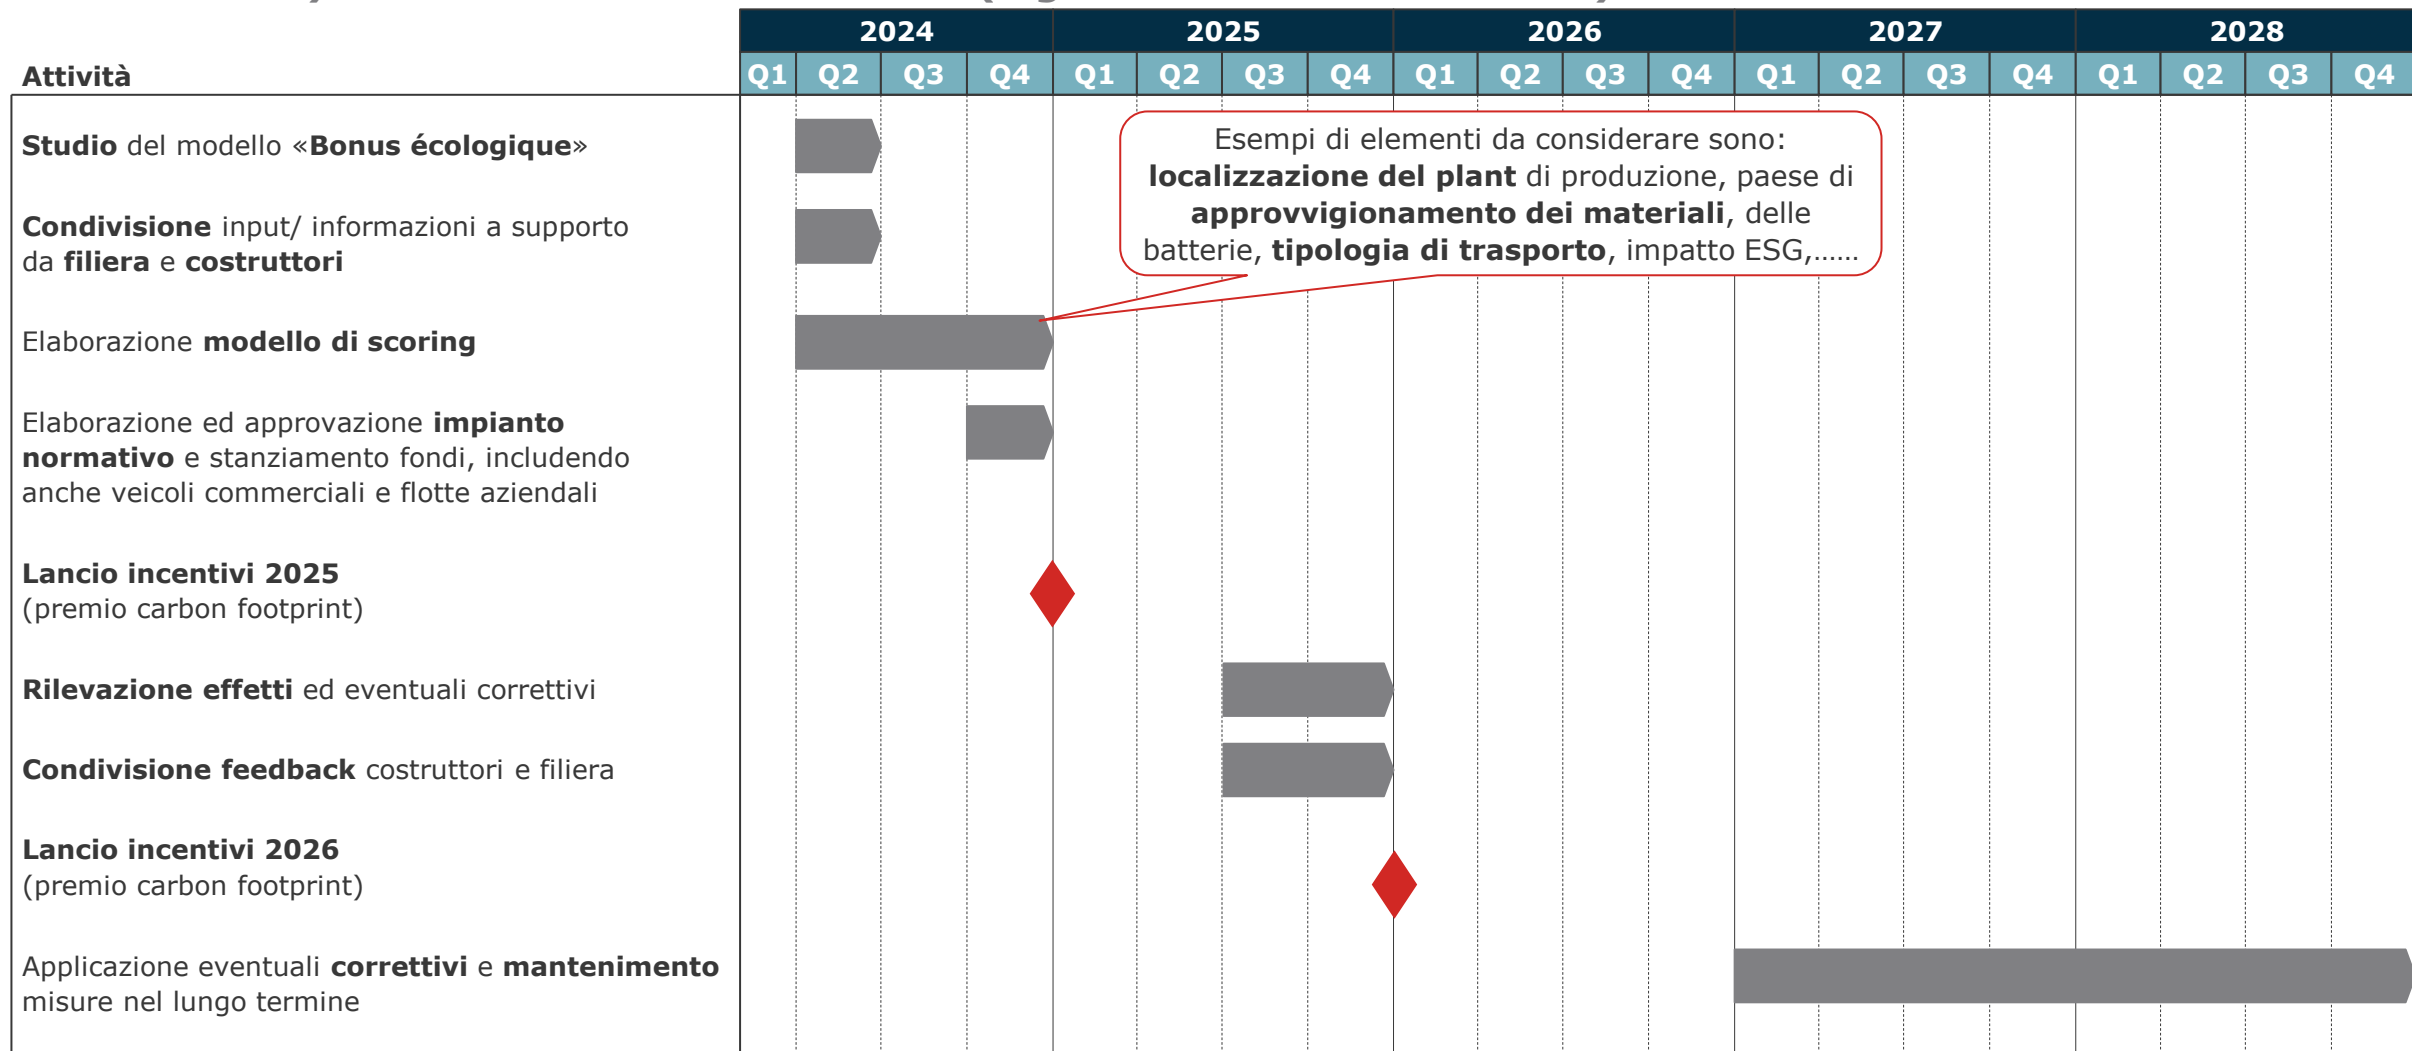 2024 2025 2026 2027 2028
Attività Q1 Q2 Q3 Q4 Q1 Q2 Q3 Q4 Q1 Q2 Q3 Q4 Q1 Q2 Q3 Q4 Q1 Q2 Q3 Q4
Studio del modello «Bonus écologique»
Esempi di elementi da considerare sono:
localizzazione del plant di produzione, paese di
approvvigionamento dei materiali, delle
batterie, tipologia di trasporto, impatto ESG,……
Condivisione input/ informazioni a supporto
da filiera e costruttori
Elaborazione modello di scoring
Elaborazione ed approvazione impianto
normativo e stanziamento fondi, includendo
anche veicoli commerciali e flotte aziendali
Lancio incentivi 2025
(premio carbon footprint)
Rilevazione effetti ed eventuali correttivi
Condivisione feedback costruttori e filiera
Lancio incentivi 2026
(premio carbon footprint)
Applicazione eventuali correttivi e mantenimento
misure nel lungo termine